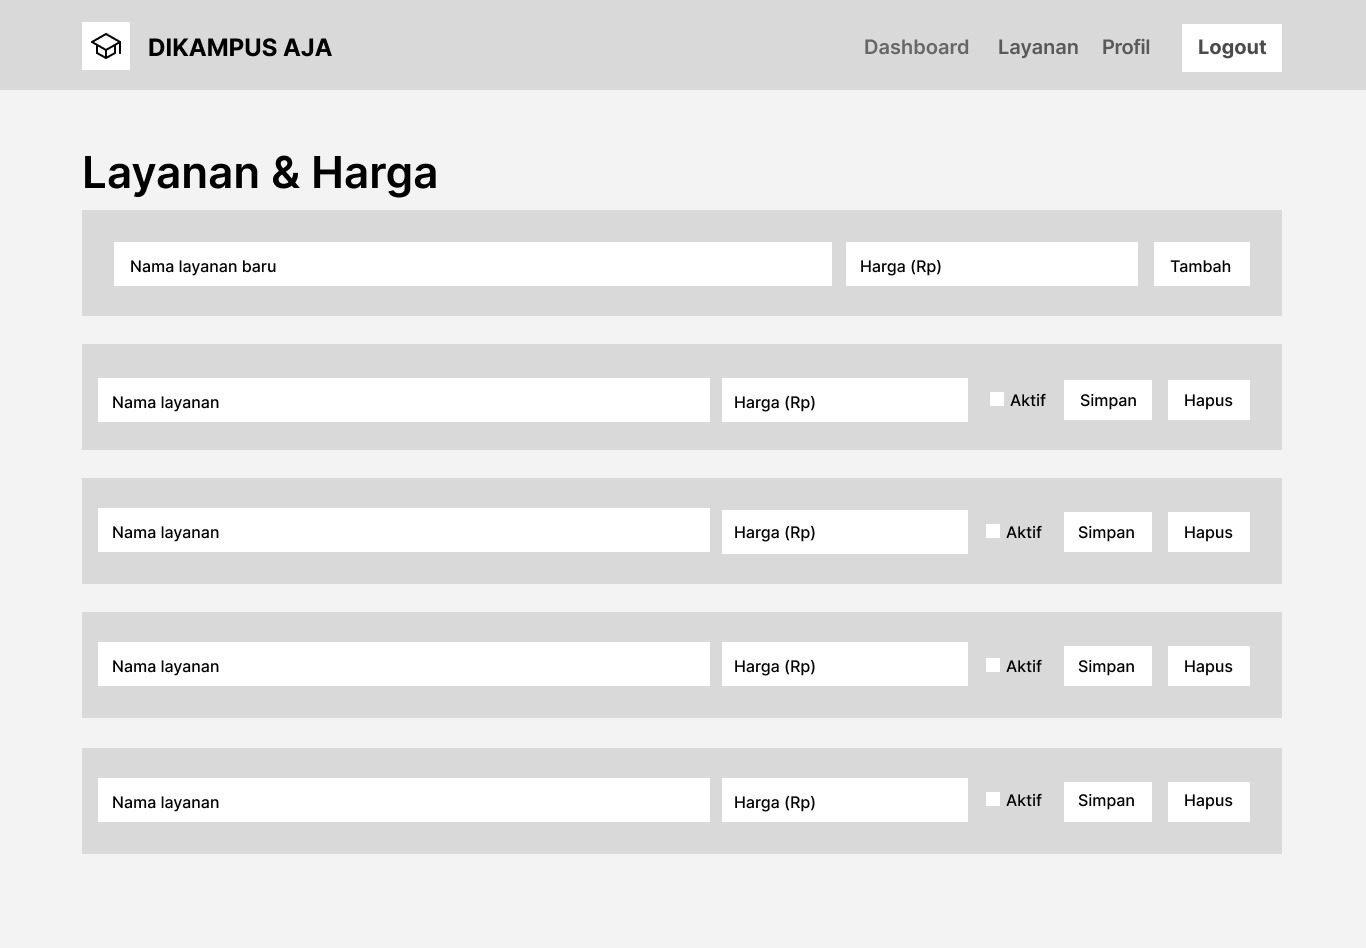 DIKAMPUS AJA Dashboard Layanan Profil Logout
Layanan & Harga
Nama layanan baru Harga (Rp) Tambah
Nama layanan Harga (Rp) Aktif Simpan Hapus
Nama layanan Harga (Rp) Aktif Simpan Hapus
Nama layanan Harga (Rp) Aktif Simpan Hapus
Nama layanan Harga (Rp) Aktif Simpan Hapus